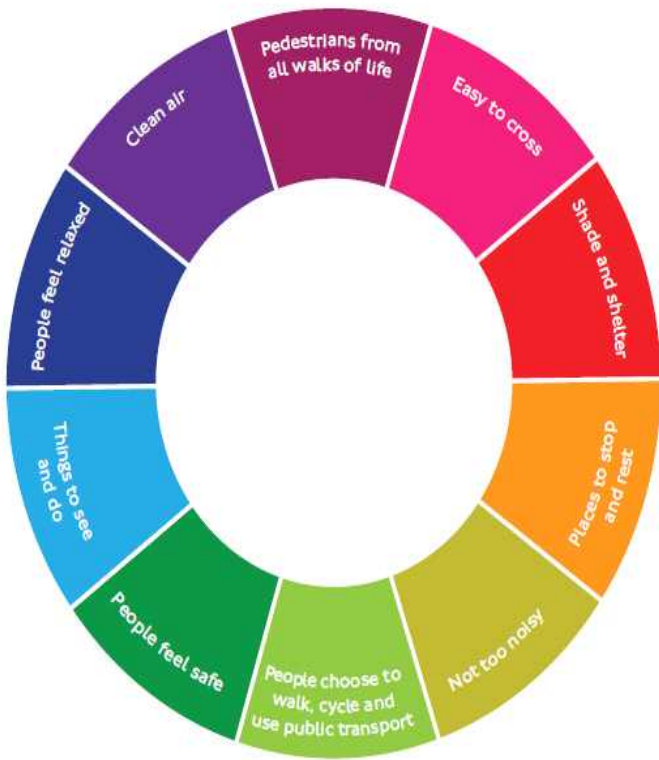 Pedestrians from
all walks of life
Easy to cross
Shade and shelter
Places to stop
and rest
Not too noisy
People choose to
walk, cycle and
use public transport
People feel safe
Things to see
and do
People feel relaxed
Clean air